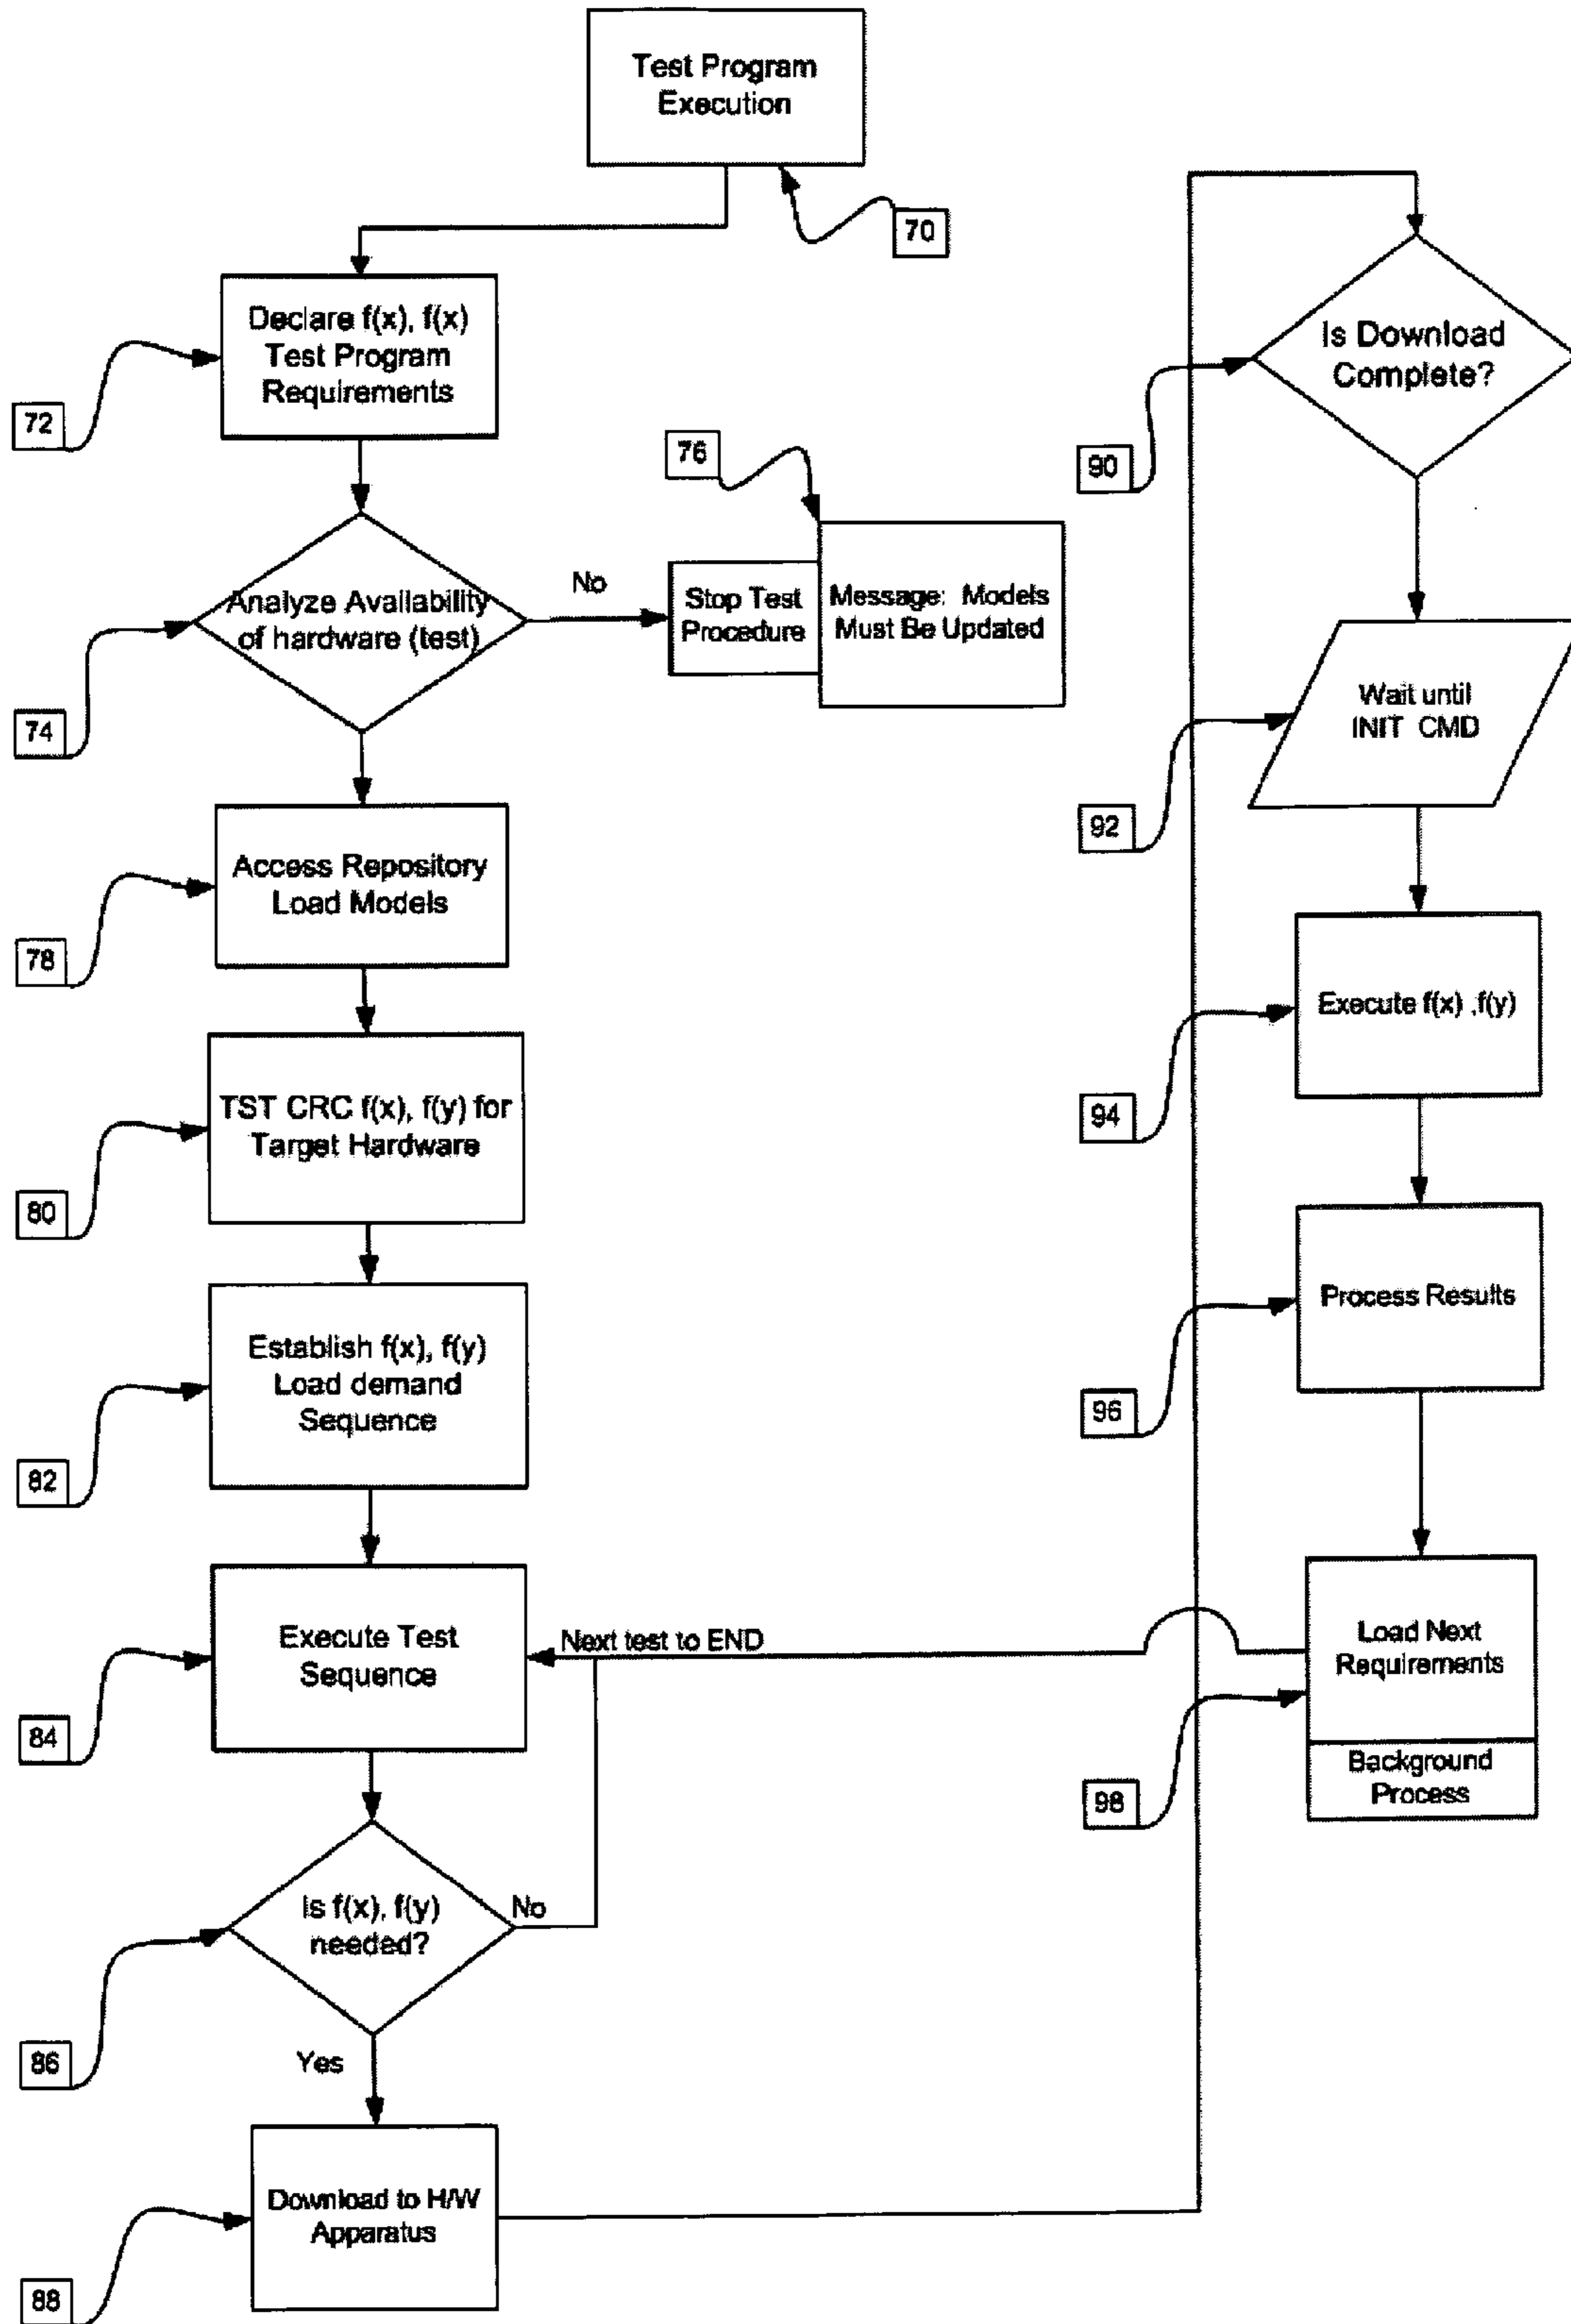 Test Program
Execution
70
Declare f(x), f(x)
Test Program
Requirements
72
Analyze Availability
of hardware (test)
74
No
76
Stop Test
Procedure
Message: Models
Must Be Updated
Access Repository
Load Models
78
TST CRC f(x), f(y) for
Target Hardware
80
Establish f(x), f(y)
Load demand
Sequence
82
Execute Test
Sequence
84
Next test to END
Is f(x), f(y)
needed?
No
86
Yes
Download to H/W
Apparatus
88
Is Download
Complete?
90
Wait until
INIT CMD
92
Execute f(x) ,f(y)
94
Process Results
96
Load Next
Requirements
98
Background
Process